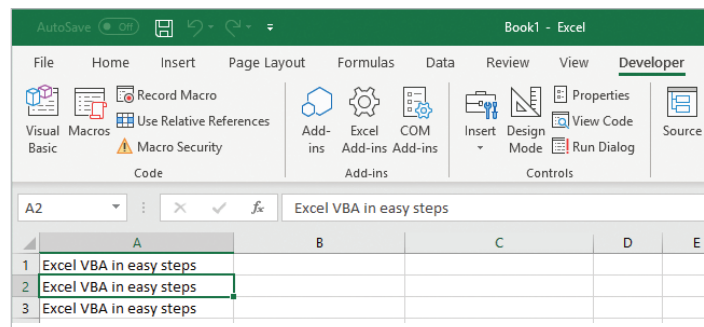 AutoSave Off Book1 - Excel
File Home Insert Page Layout Formulas Data Review View Developer
Visual Basic
Macros
Record Macro
Use Relative References
Macro Security
Code
Add-ins
Excel Add-ins
COM Add-ins
Add-ins
Insert
Design Mode
Properties
View Code
Run Dialog
Controls
Source
A2 fx Excel VBA in easy steps
A B C D E
1 Excel VBA in easy steps
2 Excel VBA in easy steps
3 Excel VBA in easy steps